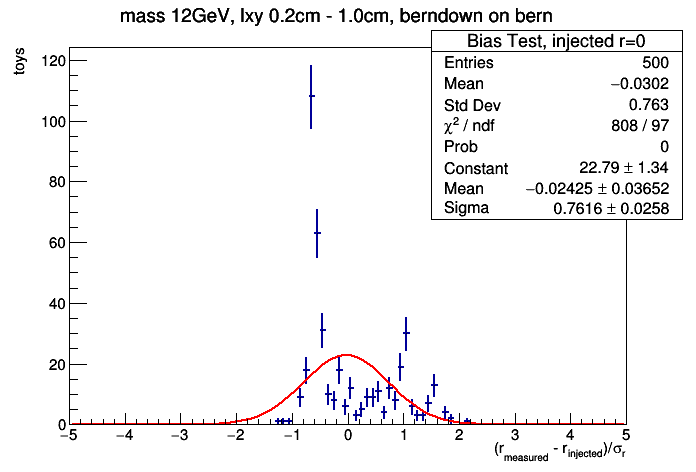 mass 12GeV, lxy 0.2cm - 1.0cm, berndown on bern
toys
Bias Test, injected r=0
Entries 500
Mean −0.0302
Std Dev 0.763
χ² / ndf 808 / 97
Prob 0
Constant 22.79 ± 1.34
Mean −0.02425 ± 0.03652
Sigma 0.7616 ± 0.0258
120
100
80
60
40
20
0
−5 −4 −3 −2 −1 0 1 2 3 4 5
(r_measured - r_injected)/σ_r